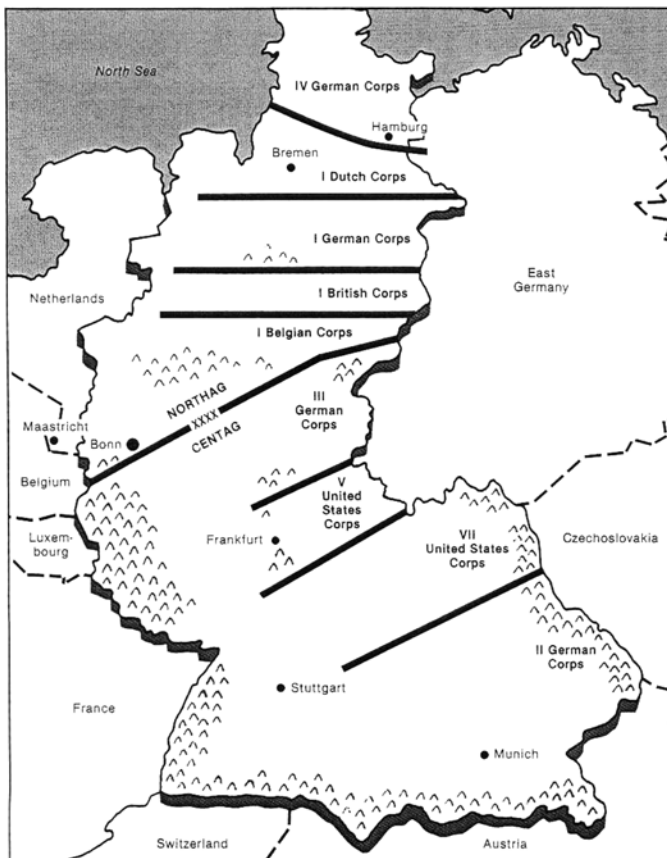 North Sea
IV German Corps
Hamburg
Bremen
I Dutch Corps
I German Corps
East
Germany
Netherlands
I British Corps
I Belgian Corps
NORTHAG
XXXX
CENTAG
III
German
Corps
Maastricht
Bonn
Belgium
V
United
States
Corps
Luxem-
bourg
Frankfurt
VII
United States
Corps
Czechoslavakia
II German
Corps
Stuttgart
France
Munich
Switzerland
Austria